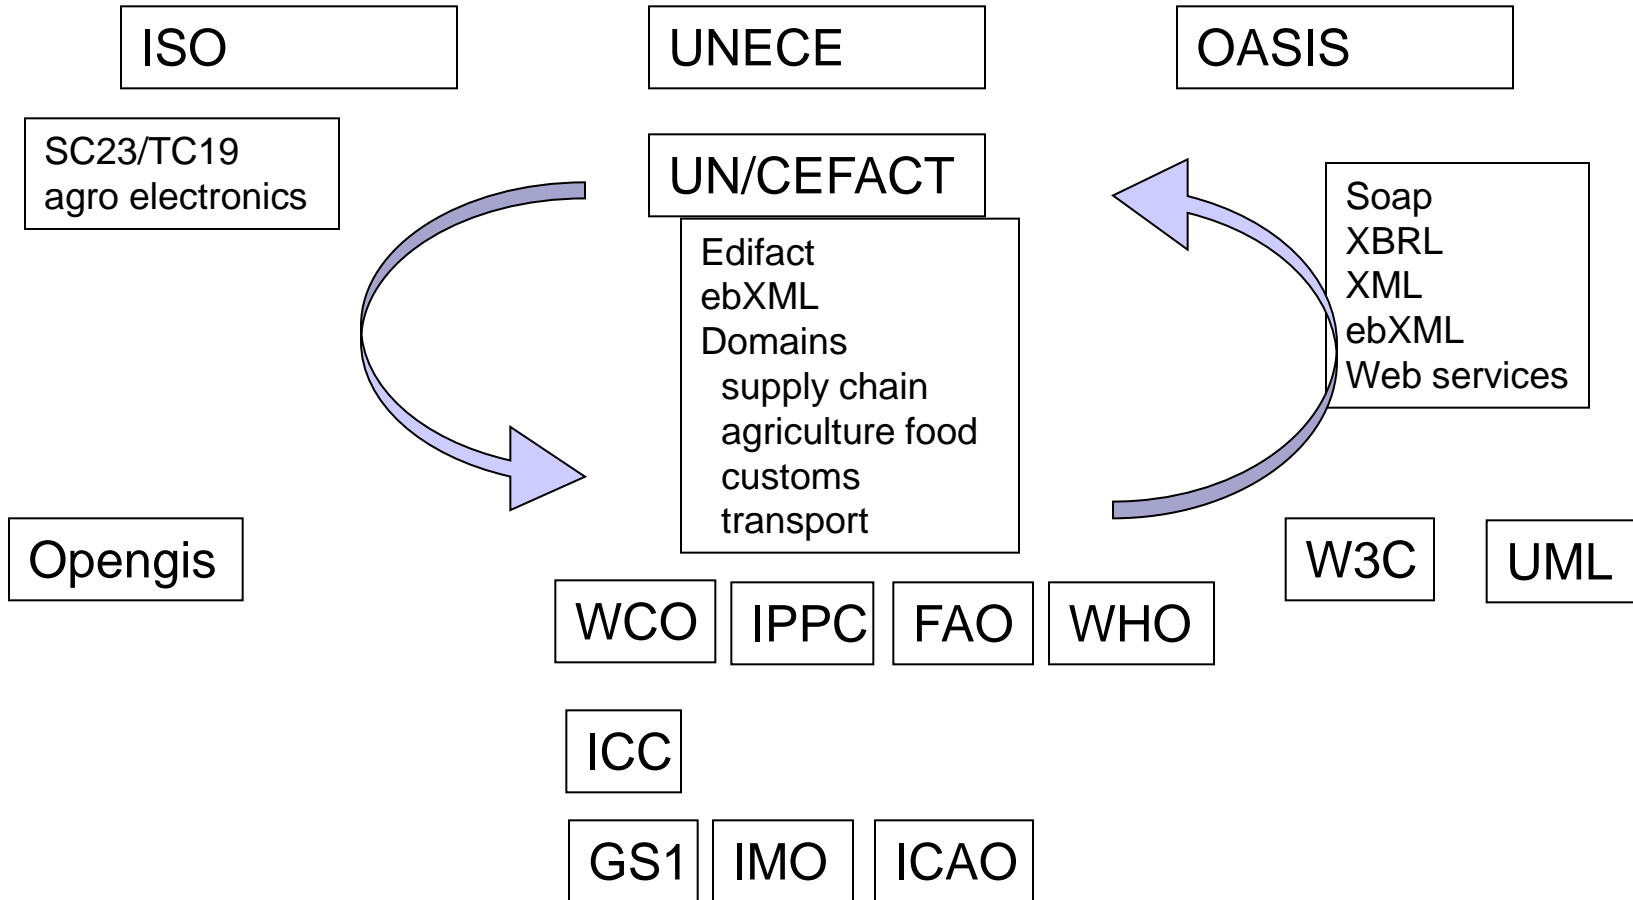 ISO
UNECE
OASIS
SC23/TC19
agro electronics
UN/CEFACT
Edifact
ebXML
Domains
supply chain
agriculture food
customs
transport
Soap
XBRL
XML
ebXML
Web services
Opengis
W3C
UML
WCO
IPPC
FAO
WHO
ICC
GS1
IMO
ICAO